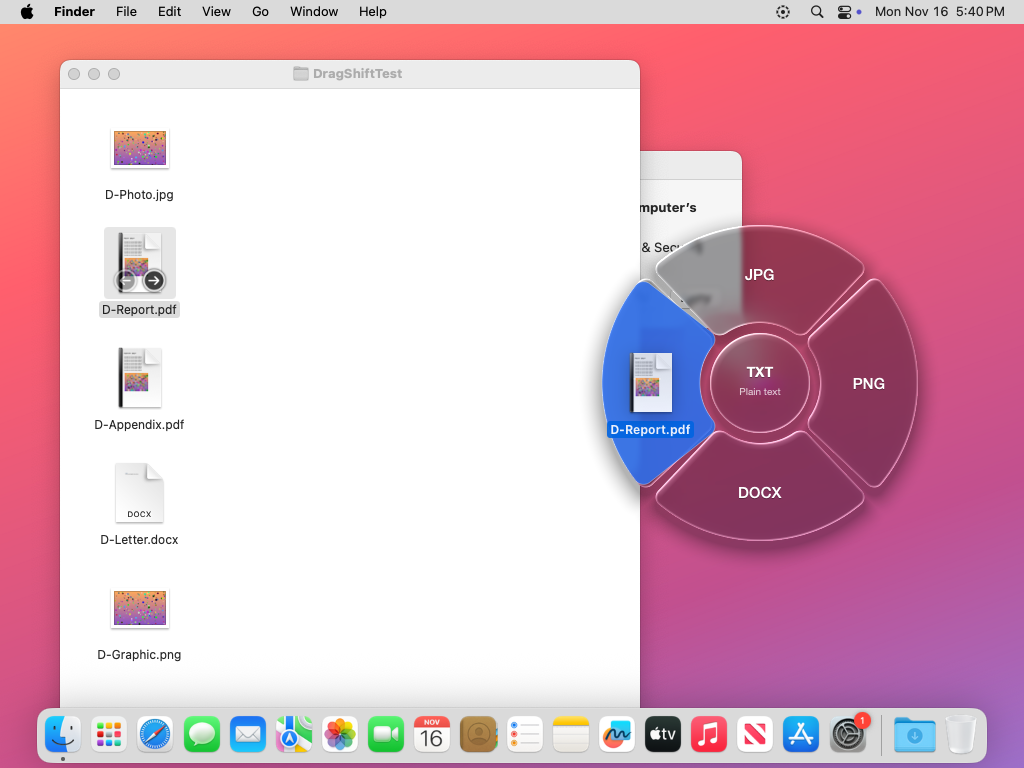 Finder File Edit View Go Window Help Mon Nov 16 5:40 PM
DragShiftTest
D-Photo.jpg
mputer's
& Sec
JPG
D-Report.pdf
TXT
Plain text
PNG
D-Report.pdf
D-Appendix.pdf
DOCX
DOCX
D-Letter.docx
D-Graphic.png
NOV
16
tv
1